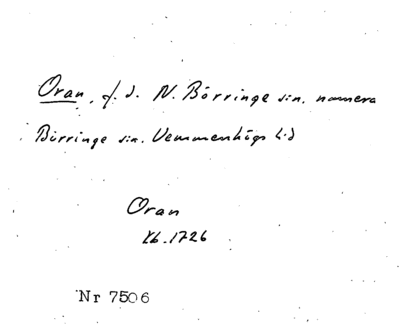 Oran, f. d. N. Börringe sn. numera
Börringe sn. Vemmenhögs hd
Oran
Kb. 1726
Nr 7506